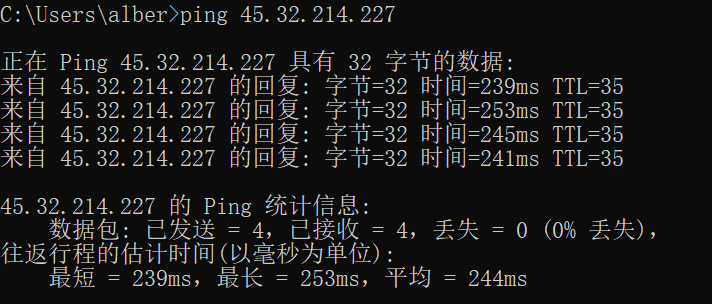 C:\Users\alber>ping 45.32.214.227
正在 Ping 45.32.214.227 具有 32 字节的数据:
来自 45.32.214.227 的回复: 字节=32 时间=239ms TTL=35
来自 45.32.214.227 的回复: 字节=32 时间=253ms TTL=35
来自 45.32.214.227 的回复: 字节=32 时间=245ms TTL=35
来自 45.32.214.227 的回复: 字节=32 时间=241ms TTL=35
45.32.214.227 的 Ping 统计信息:
数据包: 已发送 = 4，已接收 = 4，丢失 = 0 (0% 丢失)，
往返行程的估计时间(以毫秒为单位):
最短 = 239ms，最长 = 253ms，平均 = 244ms